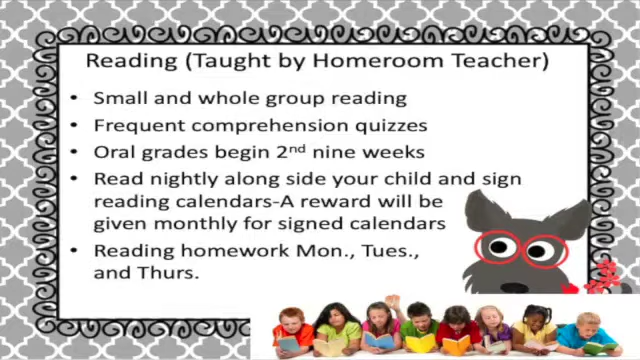 Reading (Taught by Homeroom Teacher)
• Small and whole group reading
• Frequent comprehension quizzes
• Oral grades begin 2nd nine weeks
• Read nightly along side your child and sign
reading calendars-A reward will be
given monthly for signed calendars
• Reading homework Mon., Tues.,
and Thurs.